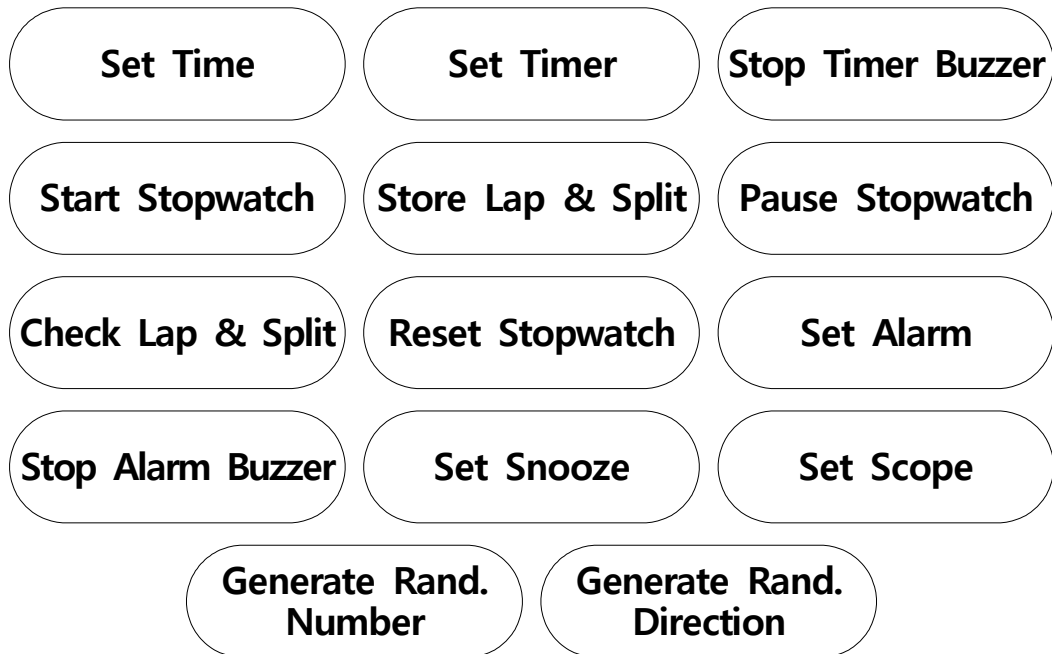 Set Time
Set Timer
Stop Timer Buzzer
Start Stopwatch
Store Lap & Split
Pause Stopwatch
Check Lap & Split
Reset Stopwatch
Set Alarm
Stop Alarm Buzzer
Set Snooze
Set Scope
Generate Rand.
Number
Generate Rand.
Direction